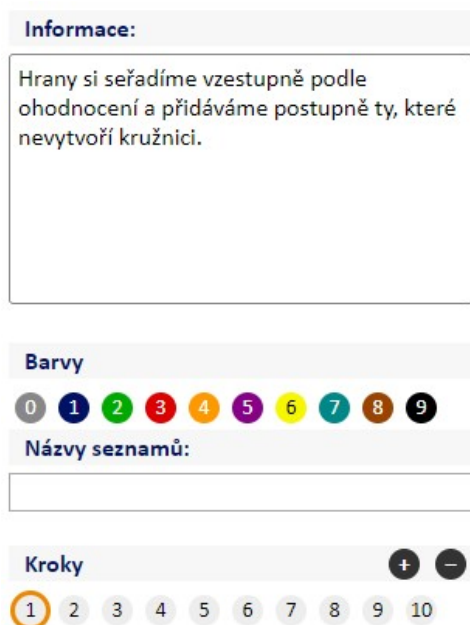 Informace:
Hrany si seřadíme vzestupně podle
ohodnocení a přidáváme postupně ty, které
nevytvoří kružnici.
Barvy
0 1 2 3 4 5 6 7 8 9
Názvy seznamů:
Kroky + −
1 2 3 4 5 6 7 8 9 10